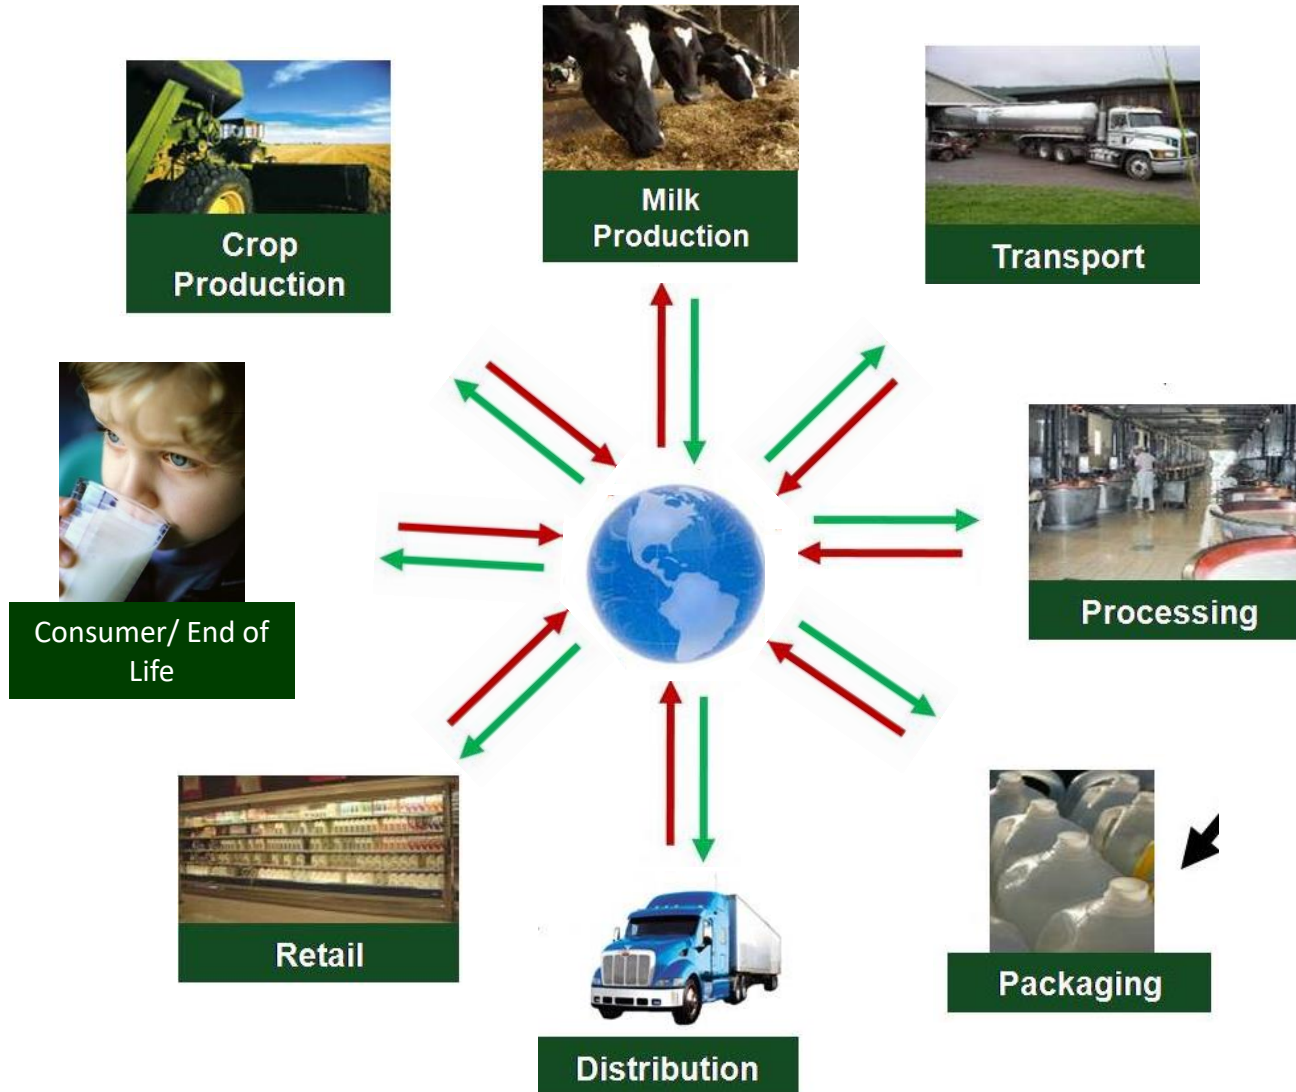 Milk
Production
Crop
Production
Transport
Processing
Consumer/ End of
Life
Retail
Packaging
Distribution